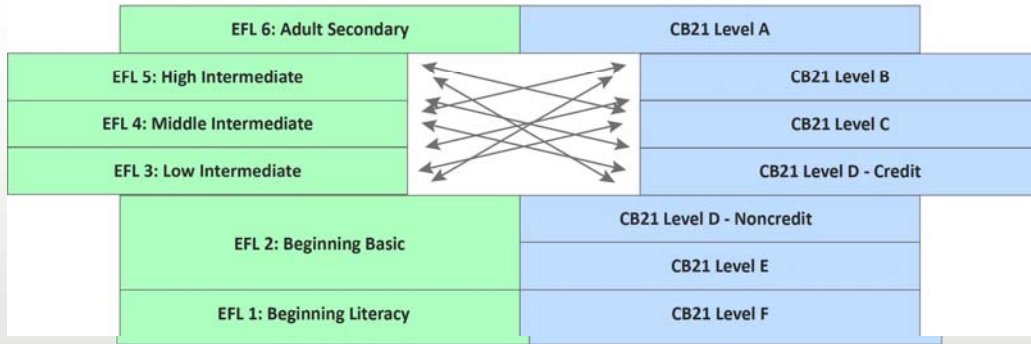 EFL 6: Adult Secondary
CB21 Level A
EFL 5: High Intermediate
CB21 Level B
EFL 4: Middle Intermediate
CB21 Level C
EFL 3: Low Intermediate
CB21 Level D - Credit
EFL 2: Beginning Basic
CB21 Level D - Noncredit
CB21 Level E
EFL 1: Beginning Literacy
CB21 Level F